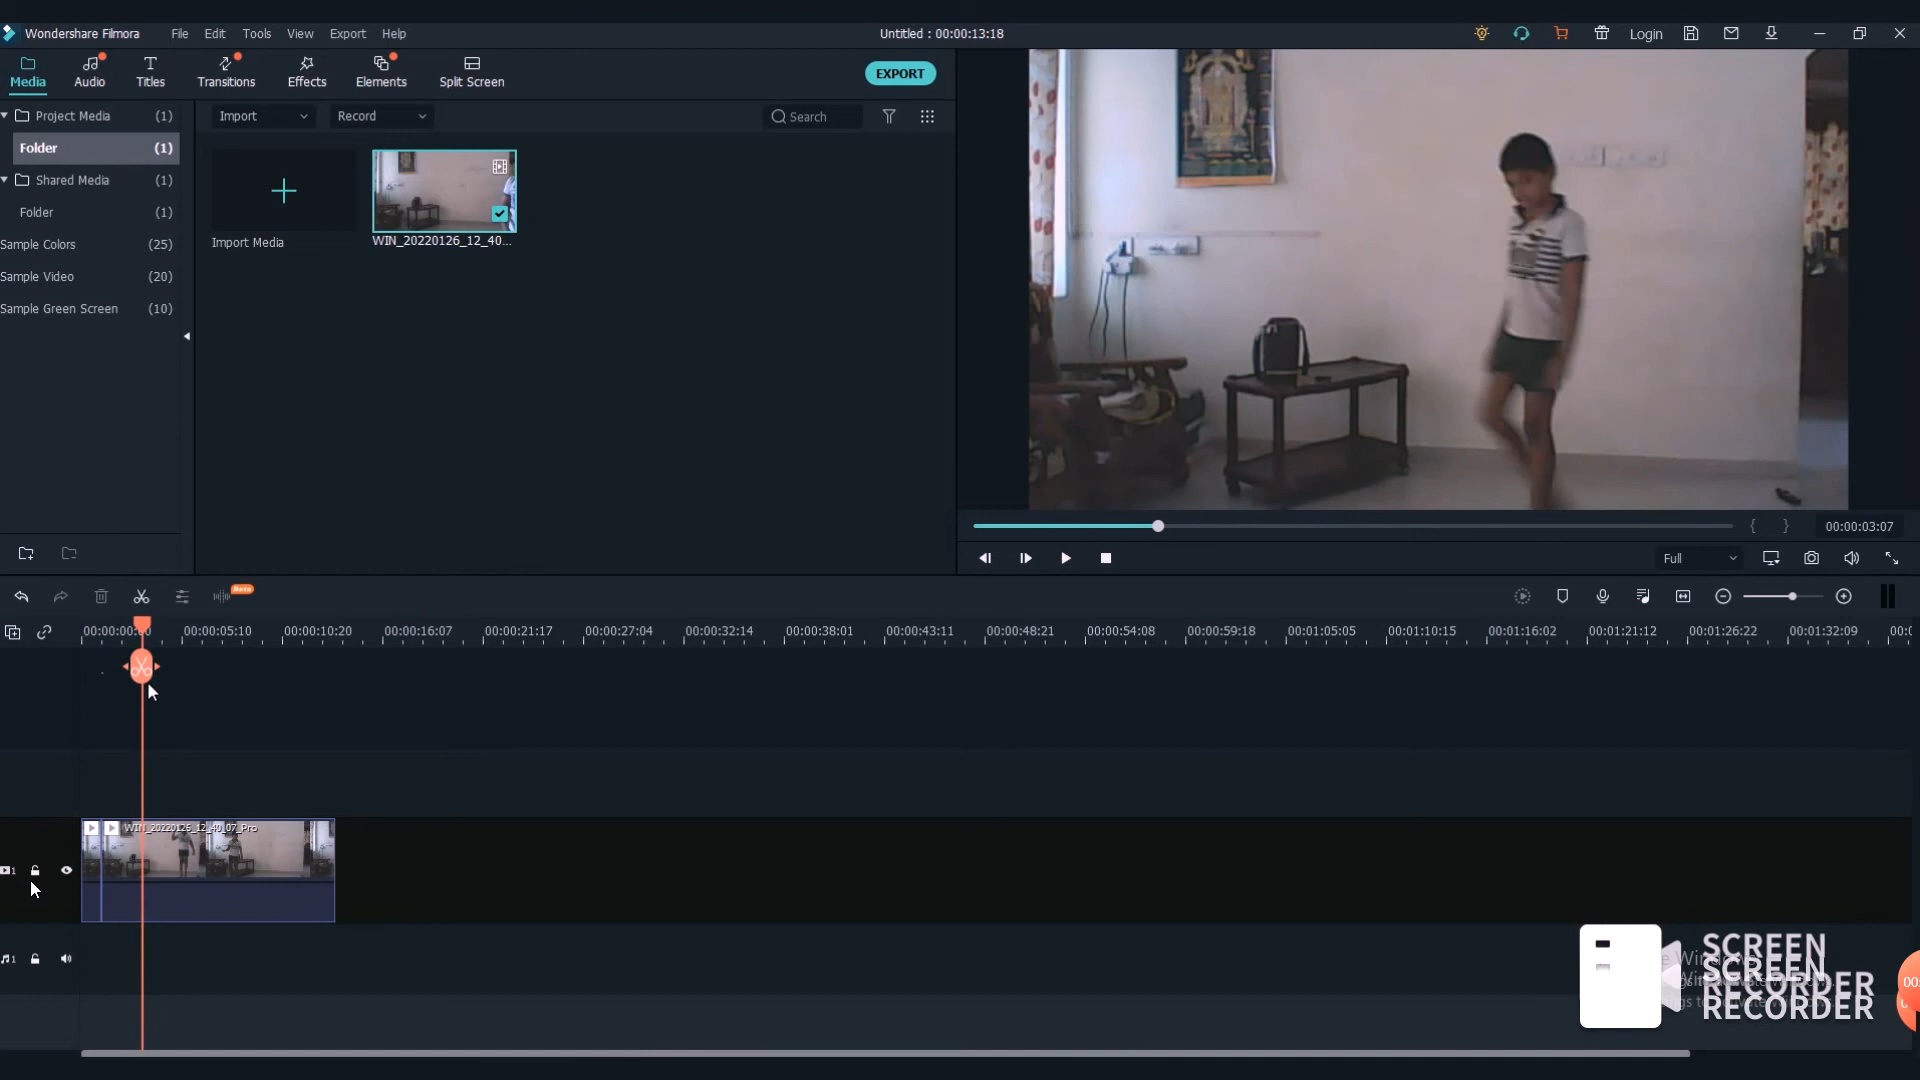 Wondershare Filmora File Edit Tools View Export Help Untitled : 00:00:13:18 Login
Media Audio Titles Transitions Effects Elements Split Screen EXPORT
Project Media (1)
Folder (1)
Shared Media (1)
Folder (1)
Sample Colors (25)
Sample Video (20)
Sample Green Screen (10)
Import Record Search
Import Media
WIN_20220126_12_40...
00:00:03:07
Full
Beta
00:00:05:10 00:00:10:20 00:00:16:07 00:00:21:17 00:00:27:04 00:00:32:14 00:00:38:01 00:00:43:11 00:00:48:21 00:00:54:08 00:00:59:18 00:01:05:05 00:01:10:15 00:01:16:02 00:01:21:12 00:01:26:22 00:01:32:09
WIN_20220126_12_40_07_Pro
1
1
SCREEN
SCREEN
RECORDER
RECORDER